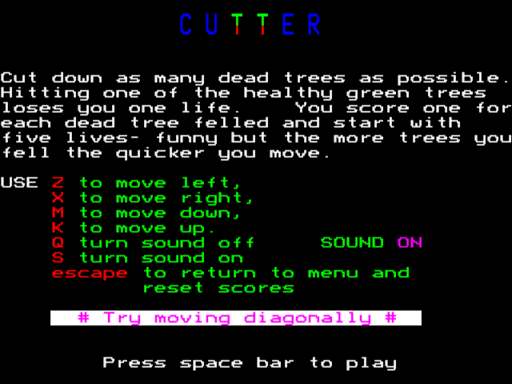 CUTTER
Cut down as many dead trees as possible.
Hitting one of the healthy green trees
loses you one life.    You score one for
each dead tree felled and start with
five lives- funny but the more trees you
fell the quicker you move.
USE Z to move left,
X to move right,
M to move down,
K to move up.
Q turn sound off      SOUND ON
S turn sound on
escape to return to menu and
reset scores
# Try moving diagonally #
Press space bar to play